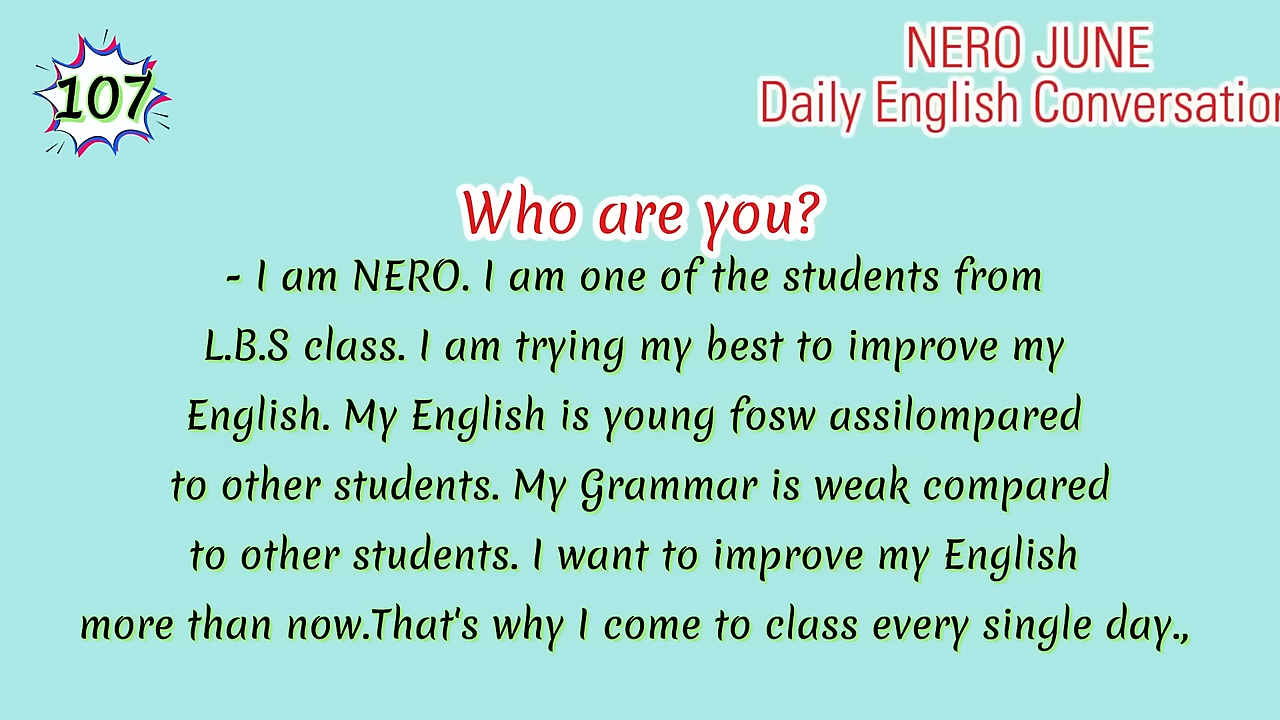 107
NERO JUNE
Daily English Conversation
Who are you?
- I am NERO. I am one of the students from
L.B.S class. I am trying my best to improve my
English. My English is young fosw assilompared
to other students. My Grammar is weak compared
to other students. I want to improve my English
more than now.That's why I come to class every single day.,